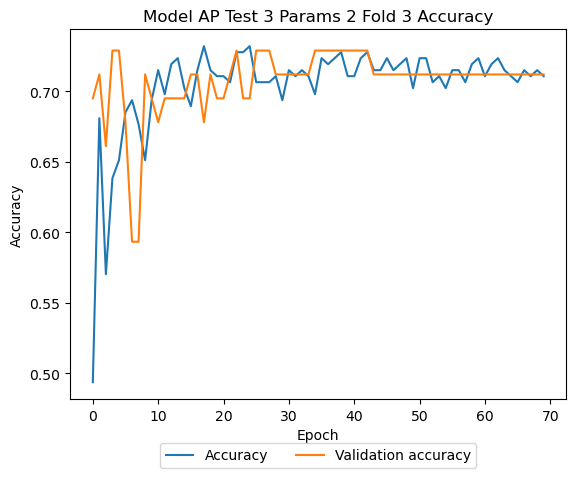 Model AP Test 3 Params 2 Fold 3 Accuracy
Accuracy
0.70
0.65
0.60
0.55
0.50
0 10 20 30 40 50 60 70
Epoch
Accuracy Validation accuracy